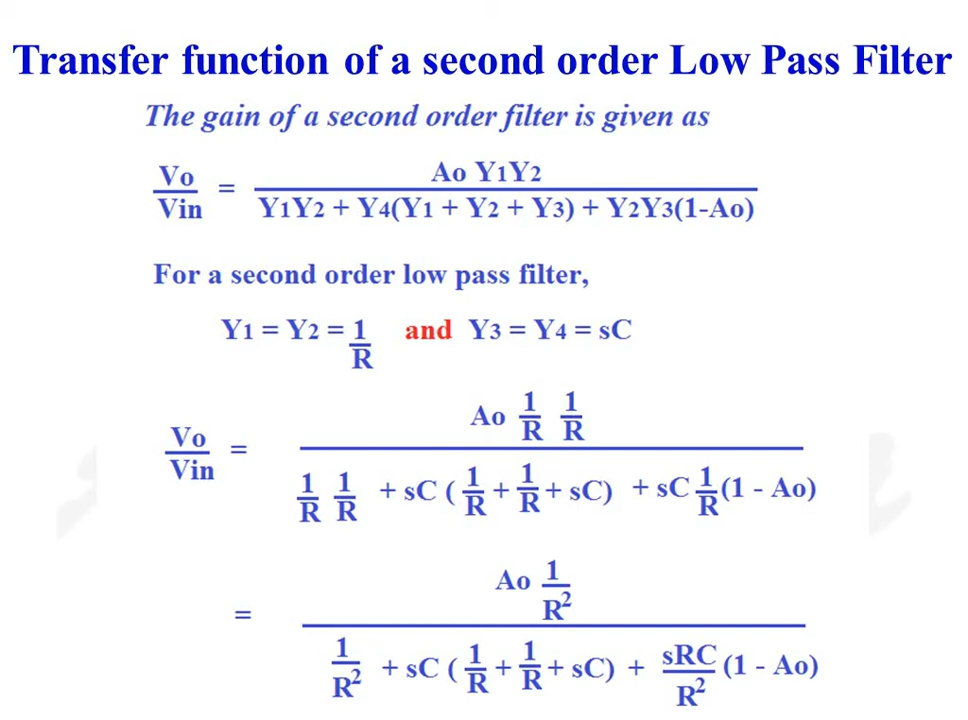 Transfer function of a second order Low Pass Filter
The gain of a second order filter is given as
Vo/Vin = Ao Y1Y2 / Y1Y2 + Y4(Y1 + Y2 + Y3) + Y2Y3(1-Ao)
For a second order low pass filter,
Y1 = Y2 = 1/R and Y3 = Y4 = sC
Vo/Vin = Ao 1/R 1/R / 1/R 1/R + sC ( 1/R + 1/R + sC) + sC 1/R (1 - Ao)
= Ao 1/R² / 1/R² + sC ( 1/R + 1/R + sC) + sRC/R² (1 - Ao)